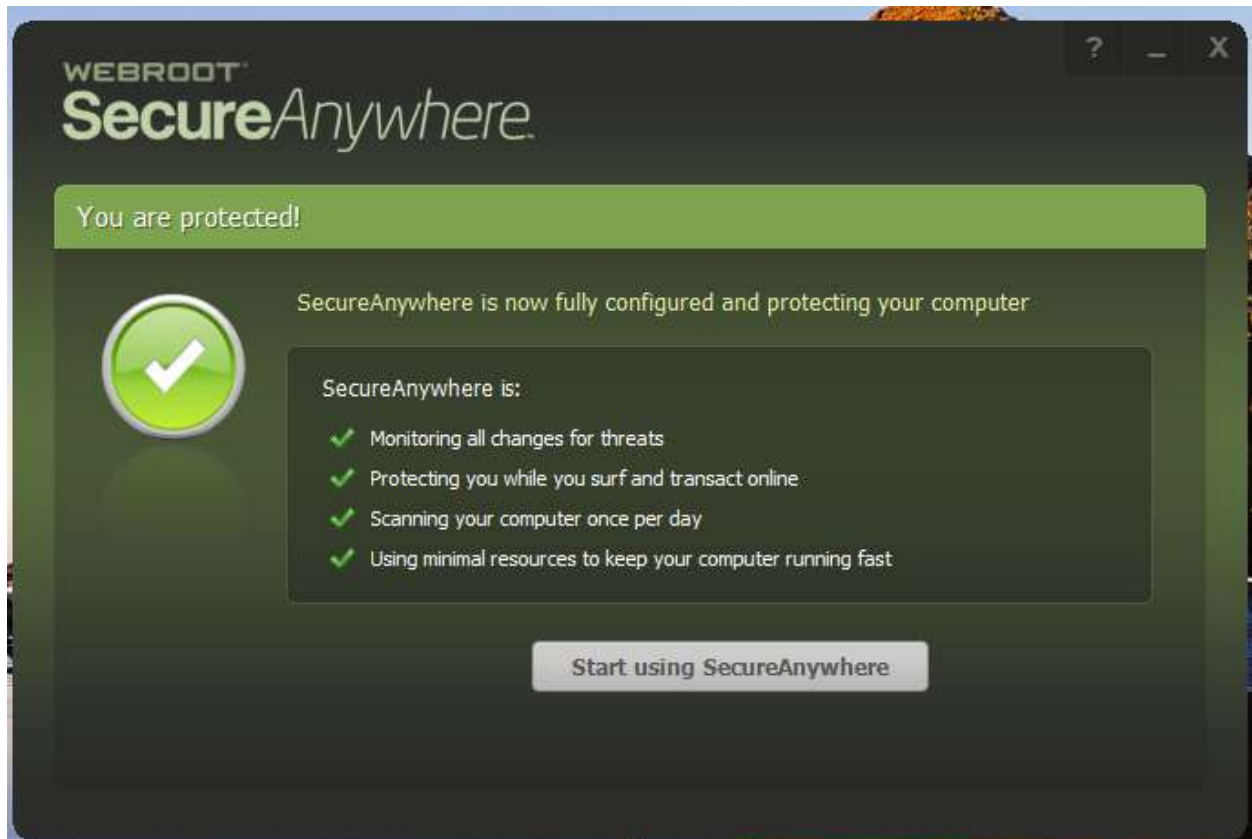 ? _ X
WEBROOT®
SecureAnywhere™
You are protected!
SecureAnywhere is now fully configured and protecting your computer
SecureAnywhere is:
Monitoring all changes for threats
Protecting you while you surf and transact online
Scanning your computer once per day
Using minimal resources to keep your computer running fast
Start using SecureAnywhere